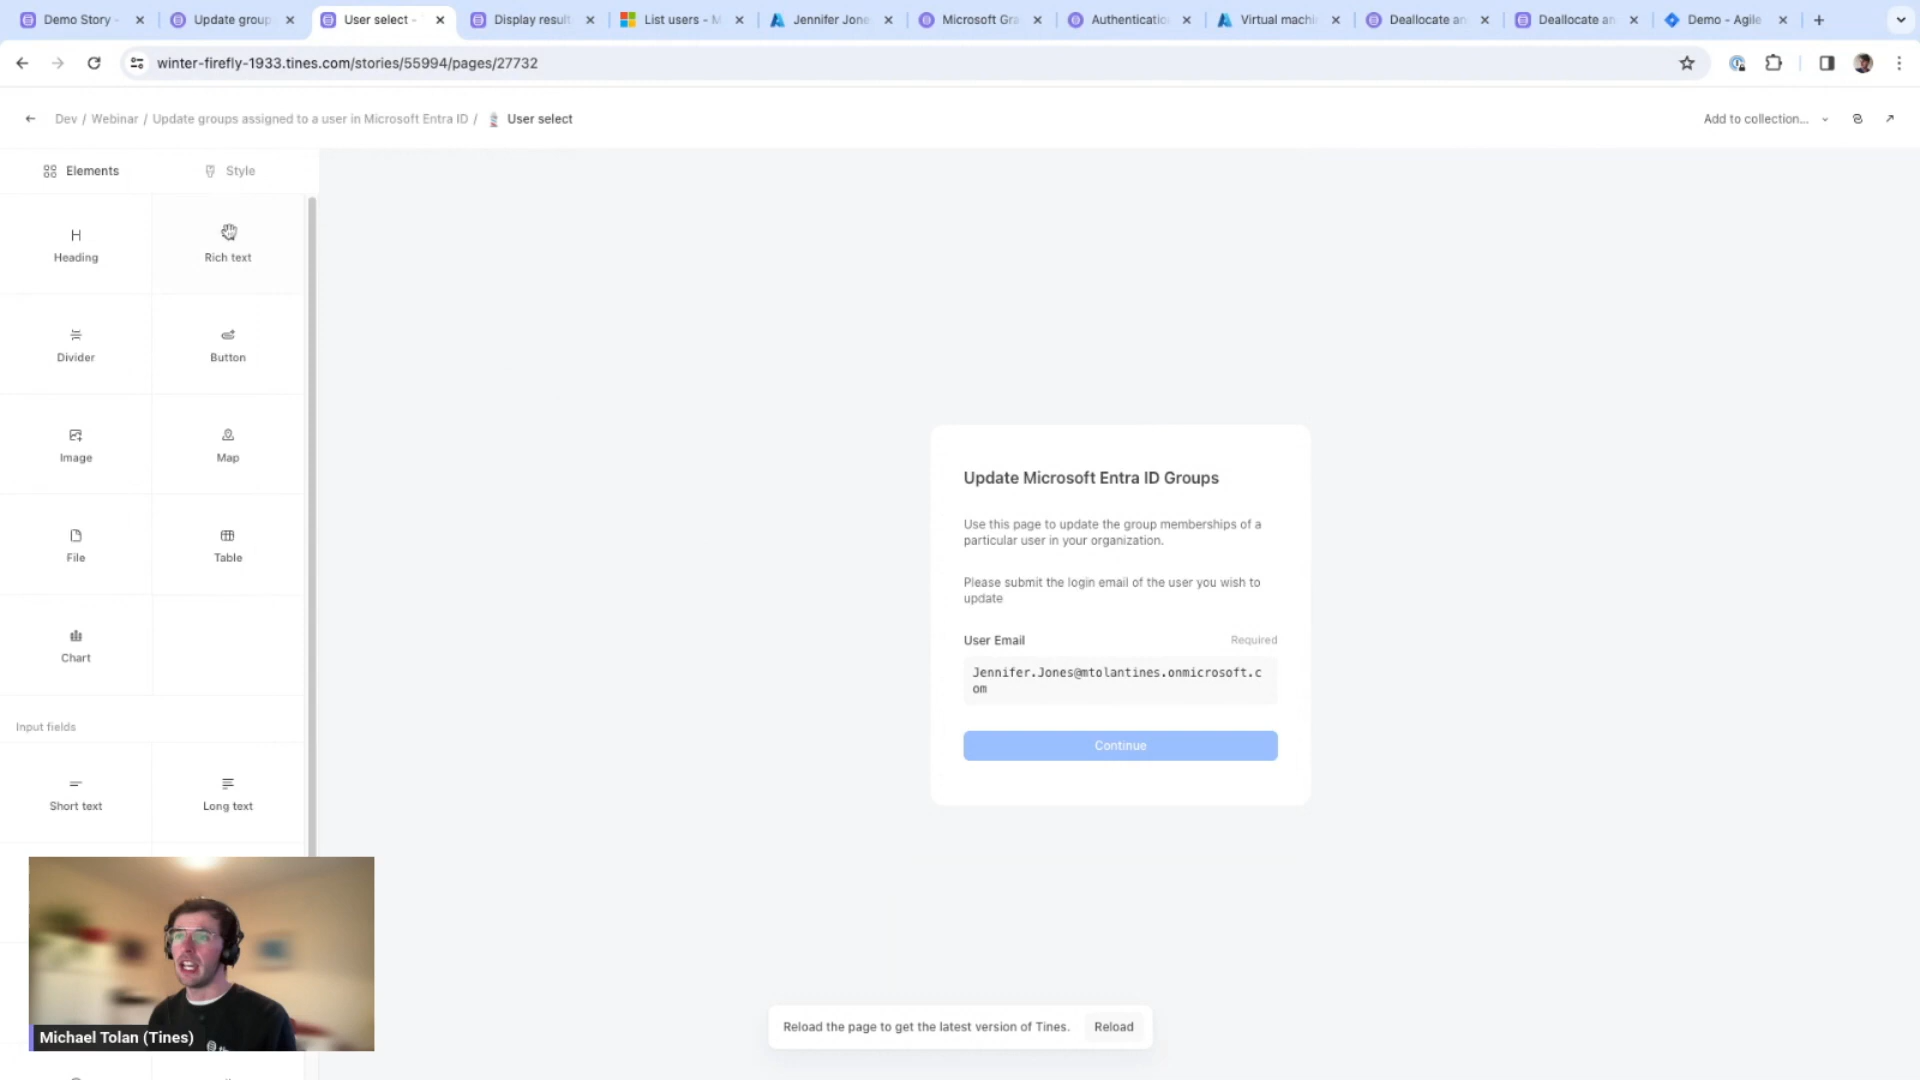 Demo Story -
Update group
User select -
Display result
List users - M
Jennifer Jone
Microsoft Gra
Authenticatio
Virtual machi
Deallocate an
Deallocate an
Demo - Agile
winter-firefly-1933.tines.com/stories/55994/pages/27732
Dev / Webinar / Update groups assigned to a user in Microsoft Entra ID / User select
Add to collection...
Elements
Style
Heading
Rich text
Divider
Button
Image
Map
File
Table
Chart
Input fields
Short text
Long text
Update Microsoft Entra ID Groups
Use this page to update the group memberships of a
particular user in your organization.
Please submit the login email of the user you wish to
update
User Email
Required
Jennifer.Jones@mtolantines.onmicrosoft.c
om
Continue
Reload the page to get the latest version of Tines.
Reload
Michael Tolan (Tines)